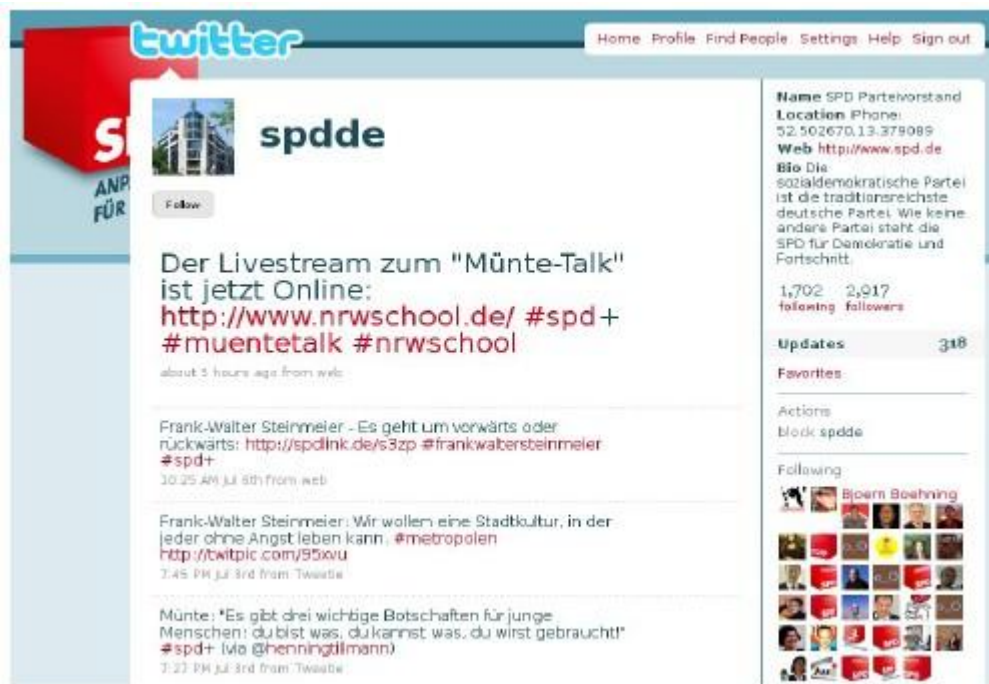 twitter
Home Profile Find People Settings Help Sign out
ANP
FÜR
spdde
Follow
Der Livestream zum "Münte-Talk"
ist jetzt Online:
http://www.nrwschool.de/ #spd+
#muentetalk #nrwschool
about 5 hours ago from web
Frank-Walter Steinmeier - Es geht um vorwärts oder
rückwärts: http://spdlink.de/s3zp #frankwaltersteinmeier
#spd+
10:25 AM Jul 6th from web
Frank-Walter Steinmeier: Wir wollen eine Stadtkultur, in der
jeder ohne Angst leben kann. #metropolen
http://twitpic.com/95xvu
7:45 PM Jul 3rd from Tweetie
Münte: "Es gibt drei wichtige Botschaften für junge
Menschen: du bist was, du kannst was, du wirst gebraucht!"
#spd+ (via @henningtillmann)
7:27 PM Jul 3rd from Tweetie
Name SPD Parteivorstand
Location iPhone:
52.502670,13.379089
Web http://www.spd.de
Bio Die
sozialdemokratische Partei
ist die traditionsreichste
deutsche Partei. Wie keine
andere Partei steht die
SPD für Demokratie und
Fortschritt.
1,702 2,917
following followers
Updates 318
Favorites
Actions
block spdde
Following
Bjoern Boehning